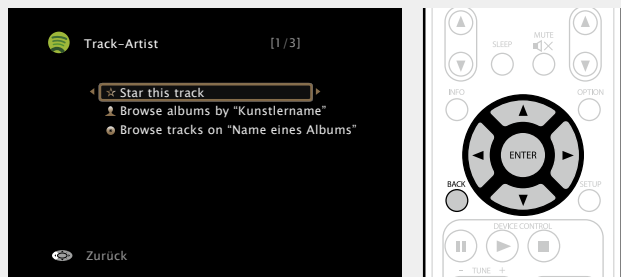 Track-Artist [1/3]
☆ Star this track
Browse albums by “Kunstlername”
Browse tracks on “Name eines Albums”
Zurück
SLEEP
MUTE
INFO
OPTION
ENTER
BACK
SETUP
DEVICE CONTROL
− TUNE +